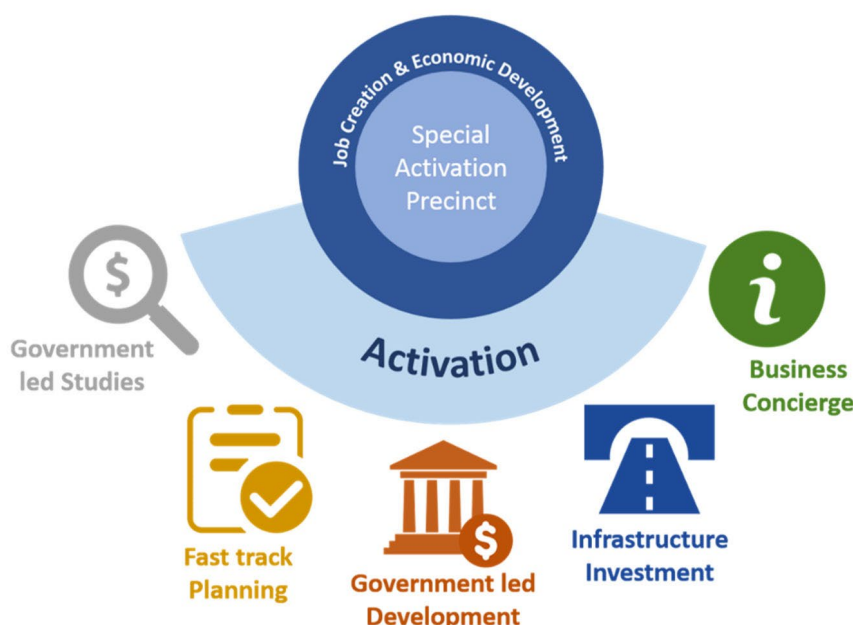 Job Creation & Economic Development
Special
Activation
Precinct
Activation
$
Government
led Studies
Fast track
Planning
$
Government led
Development
Infrastructure
Investment
i
Business
Concierge